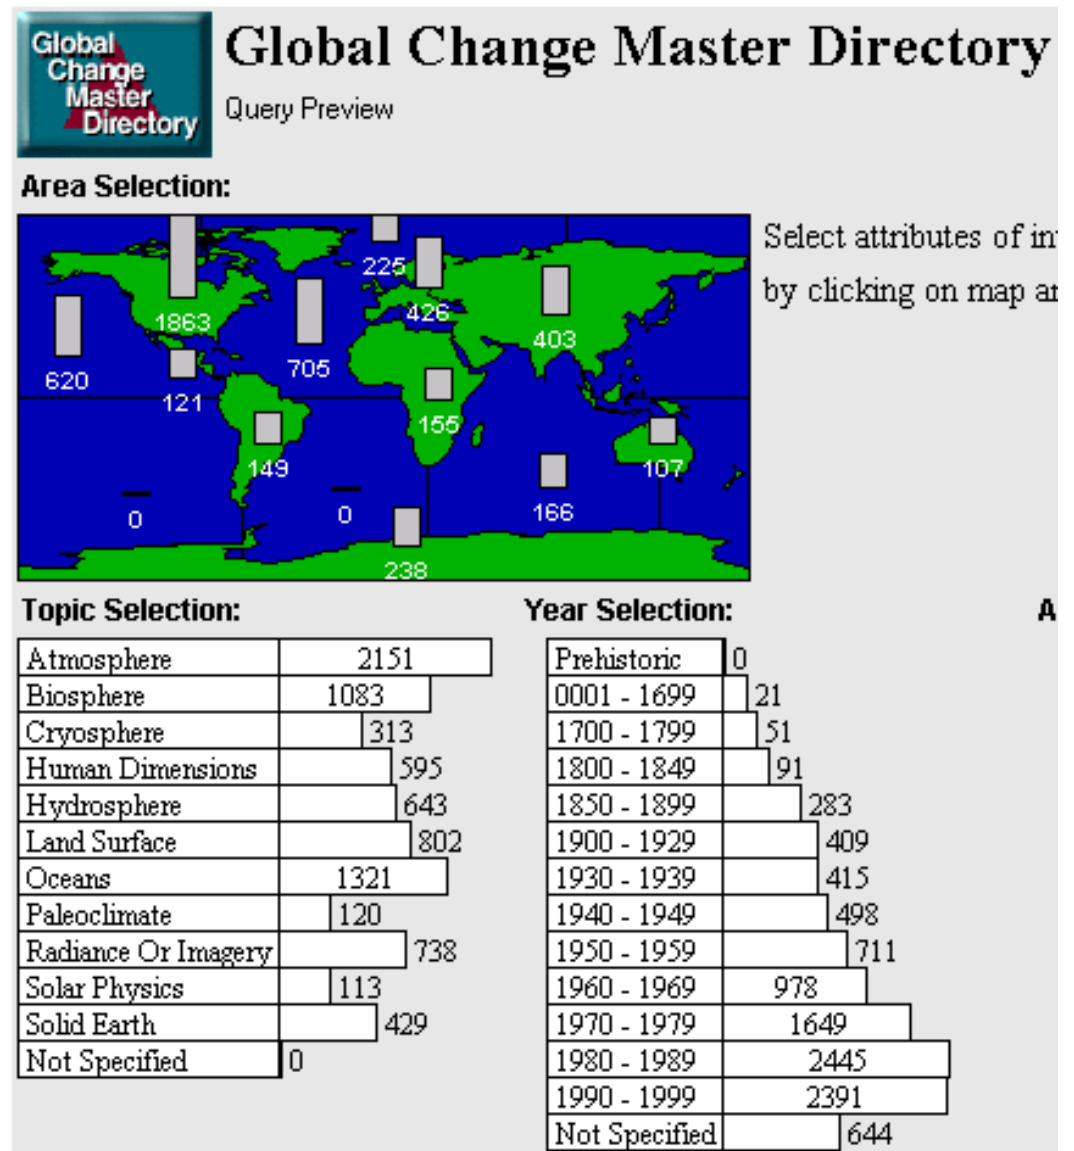 Global
Change
Master
Directory
Global Change Master Directory
Query Preview
Area Selection:
Select attributes of in
by clicking on map ar
225
1863
426
403
705
620
121
155
149
107
0
0
166
238
Topic Selection:
Atmosphere 2151
Biosphere 1083
Cryosphere 313
Human Dimensions 595
Hydrosphere 643
Land Surface 802
Oceans 1321
Paleoclimate 120
Radiance Or Imagery 738
Solar Physics 113
Solid Earth 429
Not Specified 0
Year Selection:
Prehistoric 0
0001 - 1699 21
1700 - 1799 51
1800 - 1849 91
1850 - 1899 283
1900 - 1929 409
1930 - 1939 415
1940 - 1949 498
1950 - 1959 711
1960 - 1969 978
1970 - 1979 1649
1980 - 1989 2445
1990 - 1999 2391
Not Specified 644
A